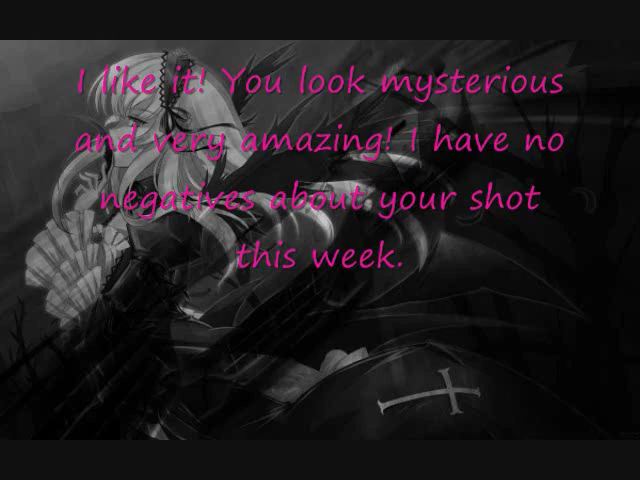 I like it! You look mysterious
and very amazing! I have no
negatives about your shot
this week.